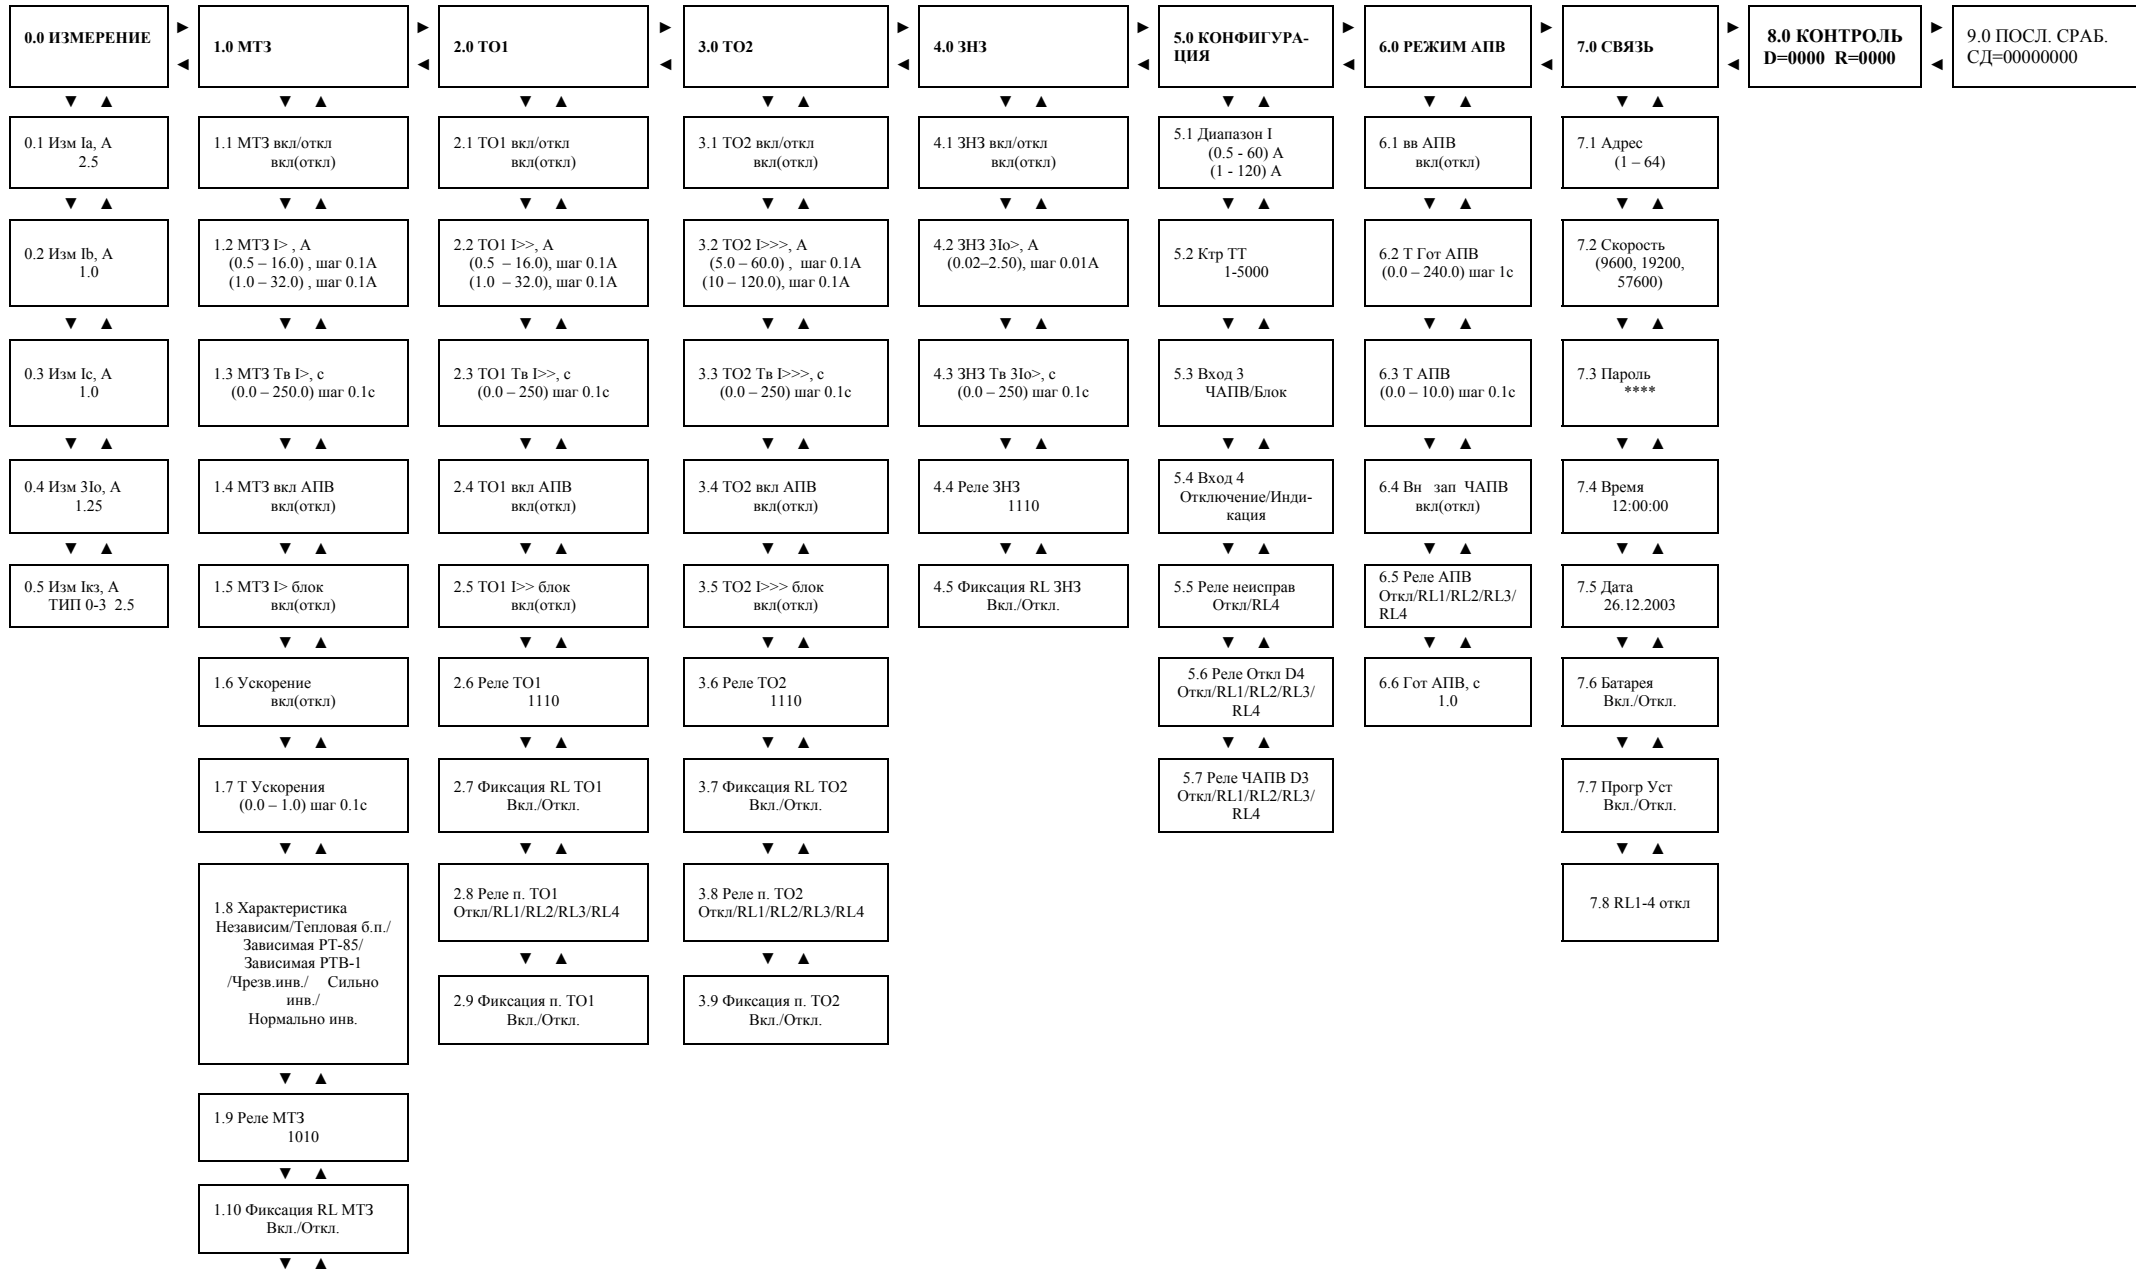 0.0 ИЗМЕРЕНИЕ
1.0 МТЗ
2.0 ТО1
3.0 ТО2
4.0 ЗНЗ
5.0 КОНФИГУРА-
ЦИЯ
6.0 РЕЖИМ АПВ
7.0 СВЯЗЬ
8.0 КОНТРОЛЬ
D=0000 R=0000
9.0 ПОСЛ. СРАБ.
СД=00000000
0.1 Изм Ia, А
2.5
1.1 МТЗ вкл/откл
вкл(откл)
2.1 ТО1 вкл/откл
вкл(откл)
3.1 ТО2 вкл/откл
вкл(откл)
4.1 ЗНЗ вкл/откл
вкл(откл)
5.1 Диапазон I
(0.5 - 60) А
(1 - 120) А
6.1 вв АПВ
вкл(откл)
7.1 Адрес
(1 – 64)
0.2 Изм Ib, А
1.0
1.2 МТЗ I> , А
(0.5 – 16.0) , шаг 0.1А
(1.0 – 32.0) , шаг 0.1А
2.2 ТО1 I>>, А
(0.5 – 16.0), шаг 0.1А
(1.0 – 32.0), шаг 0.1А
3.2 ТО2 I>>>, А
(5.0 – 60.0) , шаг 0.1А
(10 – 120.0), шаг 0.1А
4.2 ЗНЗ 3Iо>, А
(0.02–2.50), шаг 0.01А
5.2 Ктр ТТ
1-5000
6.2 Т Гот АПВ
(0.0 – 240.0) шаг 1с
7.2 Скорость
(9600, 19200,
57600)
0.3 Изм Ic, А
1.0
1.3 МТЗ Тв I>, с
(0.0 – 250.0) шаг 0.1с
2.3 ТО1 Тв I>>, с
(0.0 – 250) шаг 0.1с
3.3 ТО2 Тв I>>>, с
(0.0 – 250) шаг 0.1с
4.3 ЗНЗ Тв 3Iо>, с
(0.0 – 250) шаг 0.1с
5.3 Вход 3
ЧАПВ/Блок
6.3 Т АПВ
(0.0 – 10.0) шаг 0.1с
7.3 Пароль
****
0.4 Изм 3Iо, А
1.25
1.4 МТЗ вкл АПВ
вкл(откл)
2.4 ТО1 вкл АПВ
вкл(откл)
3.4 ТО2 вкл АПВ
вкл(откл)
4.4 Реле ЗНЗ
1110
5.4 Вход 4
Отключение/Инди-
кация
6.4 Вн зап ЧАПВ
вкл(откл)
7.4 Время
12:00:00
0.5 Изм Iкз, А
ТИП 0-3 2.5
1.5 МТЗ I> блок
вкл(откл)
2.5 ТО1 I>> блок
вкл(откл)
3.5 ТО2 I>>> блок
вкл(откл)
4.5 Фиксация RL ЗНЗ
Вкл./Откл.
5.5 Реле неисправ
Откл/RL4
6.5 Реле АПВ
Откл/RL1/RL2/RL3/
RL4
7.5 Дата
26.12.2003
1.6 Ускорение
вкл(откл)
2.6 Реле ТО1
1110
3.6 Реле ТО2
1110
5.6 Реле Откл D4
Откл/RL1/RL2/RL3/
RL4
6.6 Гот АПВ, с
1.0
7.6 Батарея
Вкл./Откл.
1.7 Т Ускорения
(0.0 – 1.0) шаг 0.1с
2.7 Фиксация RL ТО1
Вкл./Откл.
3.7 Фиксация RL ТО2
Вкл./Откл.
5.7 Реле ЧАПВ D3
Откл/RL1/RL2/RL3/
RL4
7.7 Прогр Уст
Вкл./Откл.
1.8 Характеристика
Независим/Тепловая б.п./
Зависимая РТ-85/
Зависимая РТВ-1
/Чрезв.инв./ Сильно
инв./
Нормально инв.
2.8 Реле п. ТО1
Откл/RL1/RL2/RL3/RL4
3.8 Реле п. ТО2
Откл/RL1/RL2/RL3/RL4
7.8 RL1-4 откл
2.9 Фиксация п. ТО1
Вкл./Откл.
3.9 Фиксация п. ТО2
Вкл./Откл.
1.9 Реле МТЗ
1010
1.10 Фиксация RL МТЗ
Вкл./Откл.